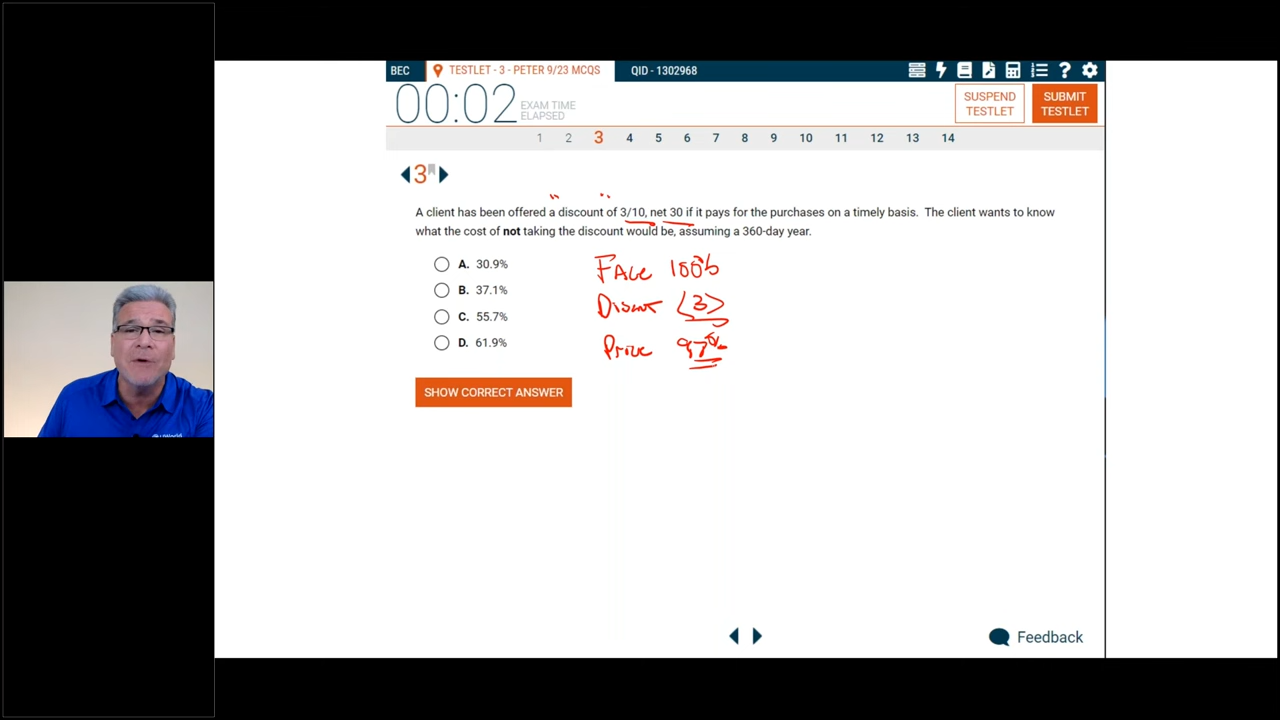 BEC
TESTLET - 3 - PETER 9/23 MCQS
QID - 1302968
00:02
EXAM TIME
ELAPSED
SUSPEND
TESTLET
SUBMIT
TESTLET
1 2 3 4 5 6 7 8 9 10 11 12 13 14
3
A client has been offered a discount of 3/10, net 30 if it pays for the purchases on a timely basis. The client wants to know
what the cost of not taking the discount would be, assuming a 360-day year.
A. 30.9%
B. 37.1%
C. 55.7%
D. 61.9%
FACE 100%
Discount <3>
Price 97%
SHOW CORRECT ANSWER
Feedback